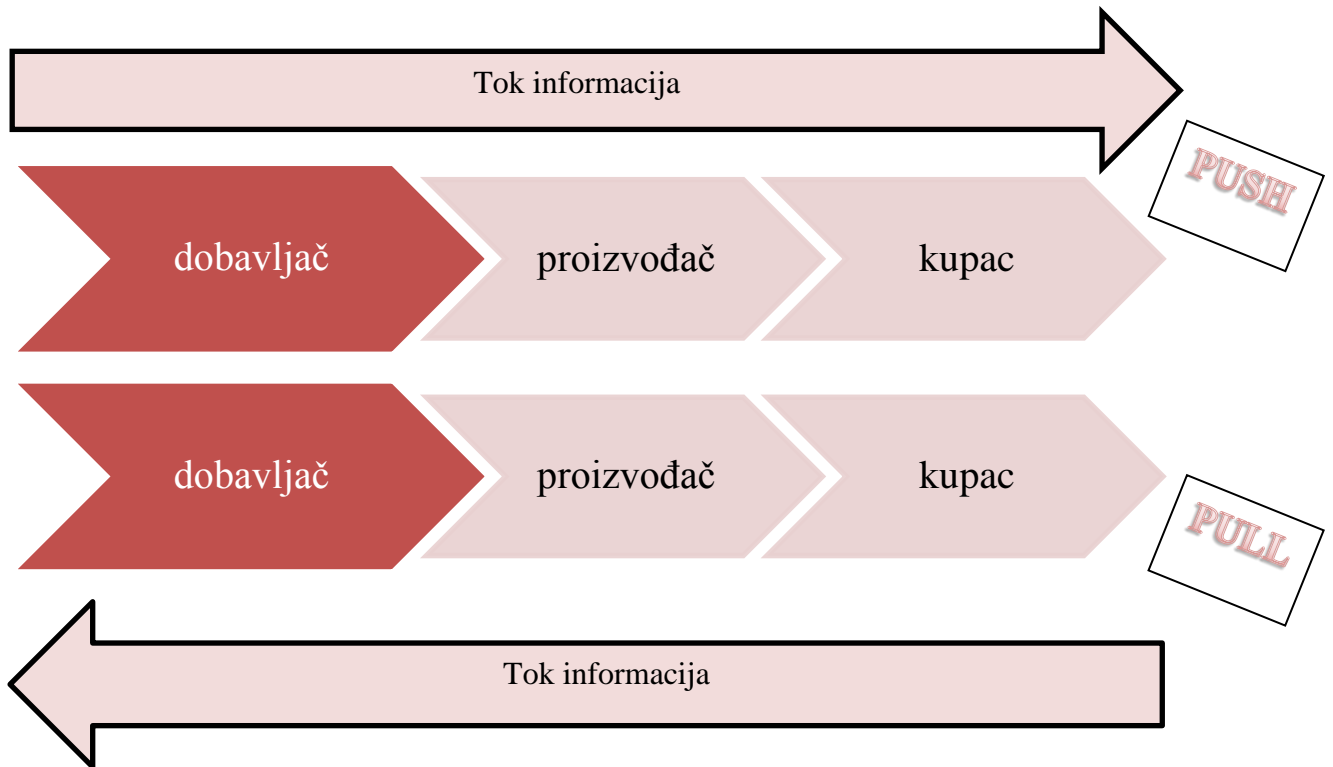 Tok informacija
PUSH
dobavljač
proizvođač
kupac
dobavljač
proizvođač
kupac
PULL
Tok informacija